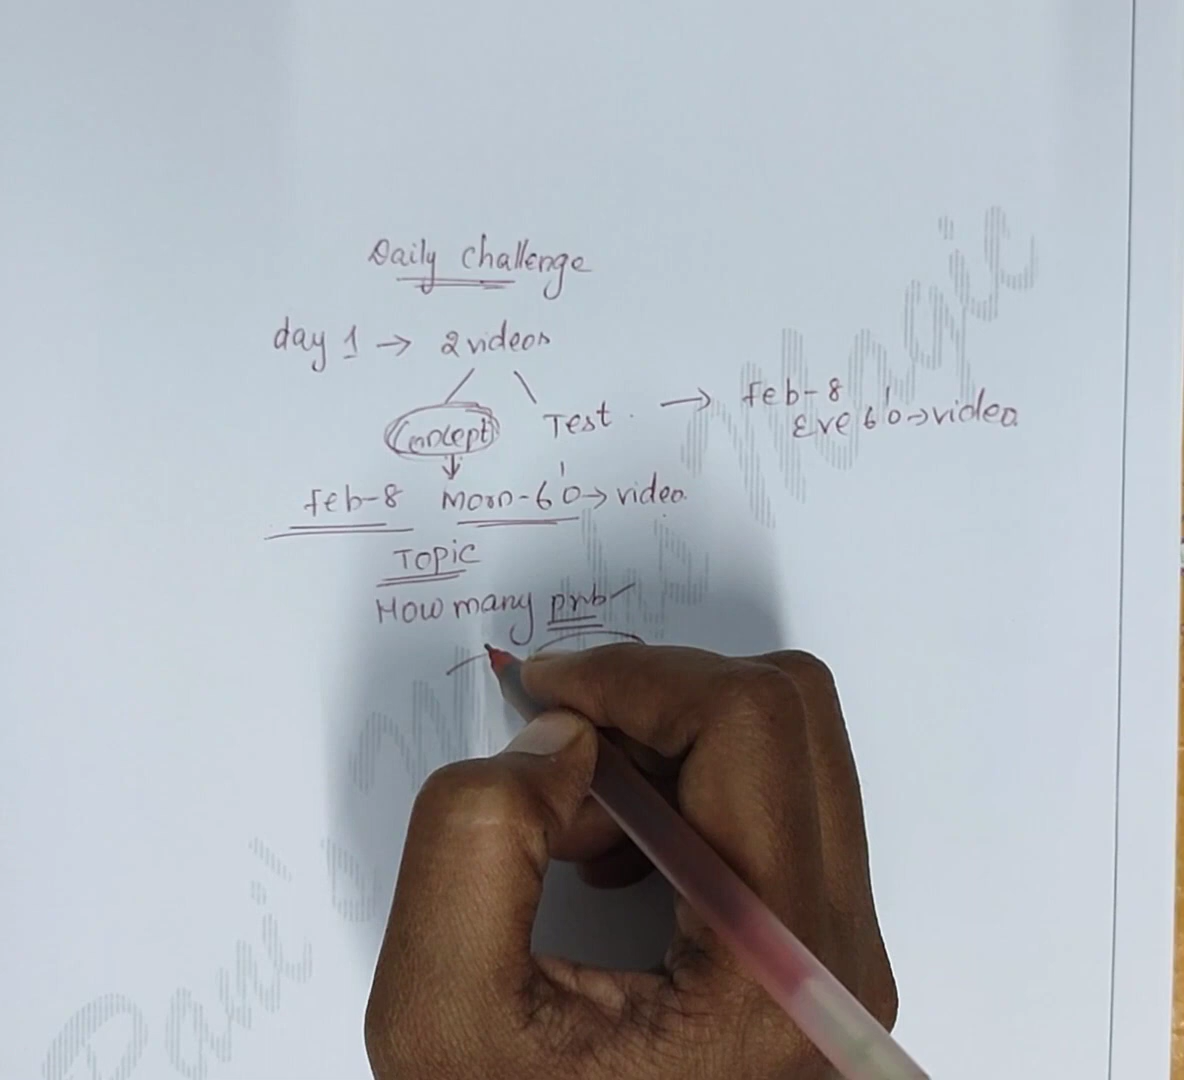 Daily challenge
day 1 → 2 videos
Concept Test → feb-8
Eve 6 0' → video
feb-8 Morn-6 0' → video
TOPIC
How many prob